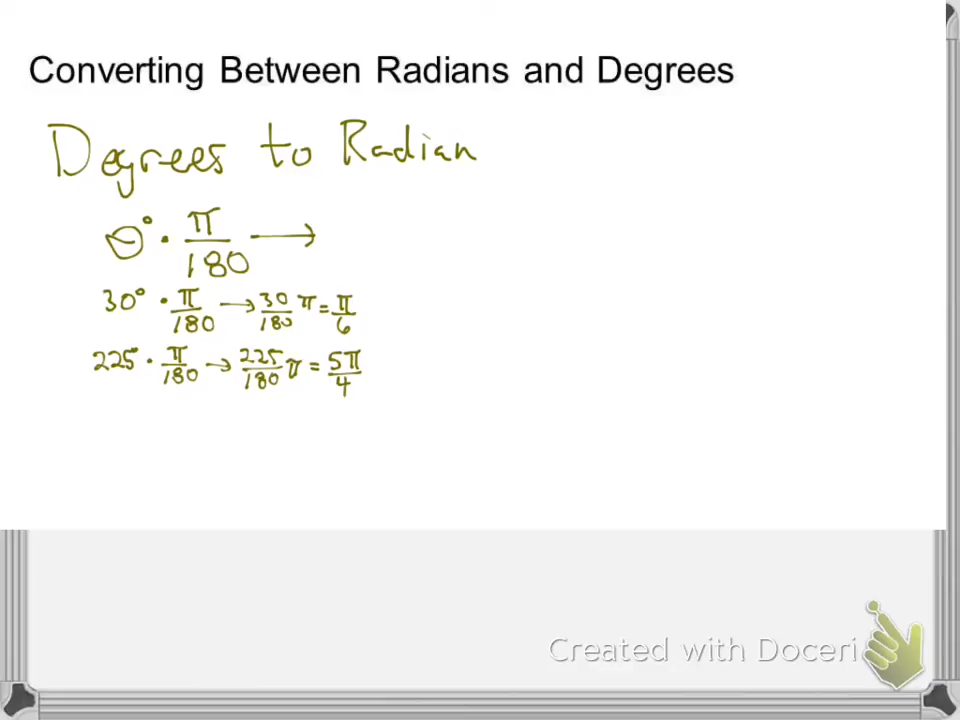 Converting Between Radians and Degrees
Degrees to Radian
θ° · π/180 →
30° · π/180 → 30/180 π = π/6
225° · π/180 → 225/180 π = 5π/4
Created with Doceri